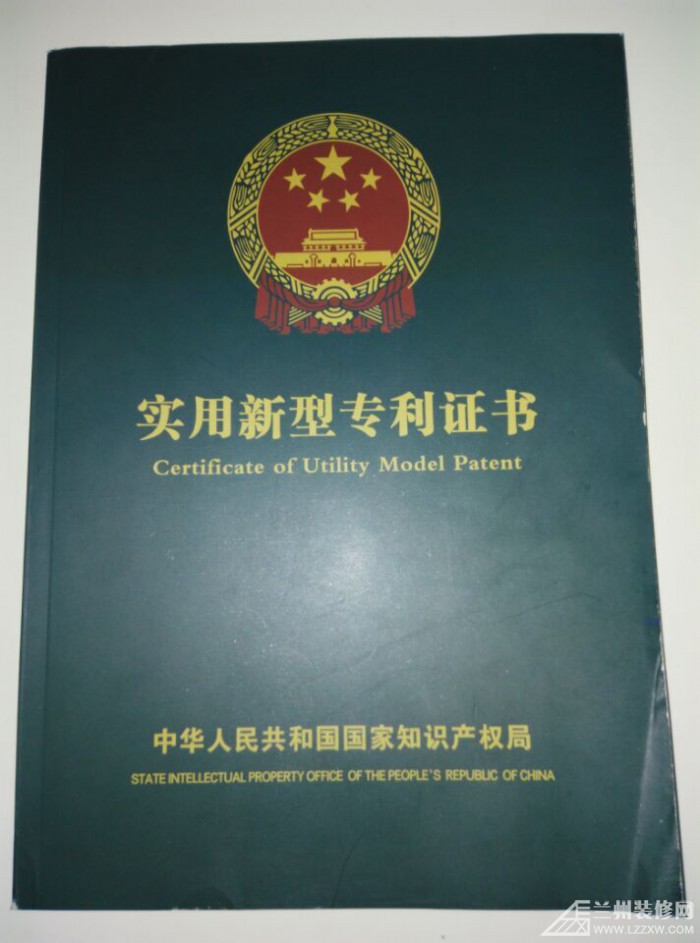 实用新型专利证书
Certificate of Utility Model Patent
中华人民共和国国家知识产权局
STATE INTELLECTUAL PROPERTY OFFICE OF THE PEOPLE'S REPUBLIC OF CHINA
兰州装修网
WWW.LZZXW.COM